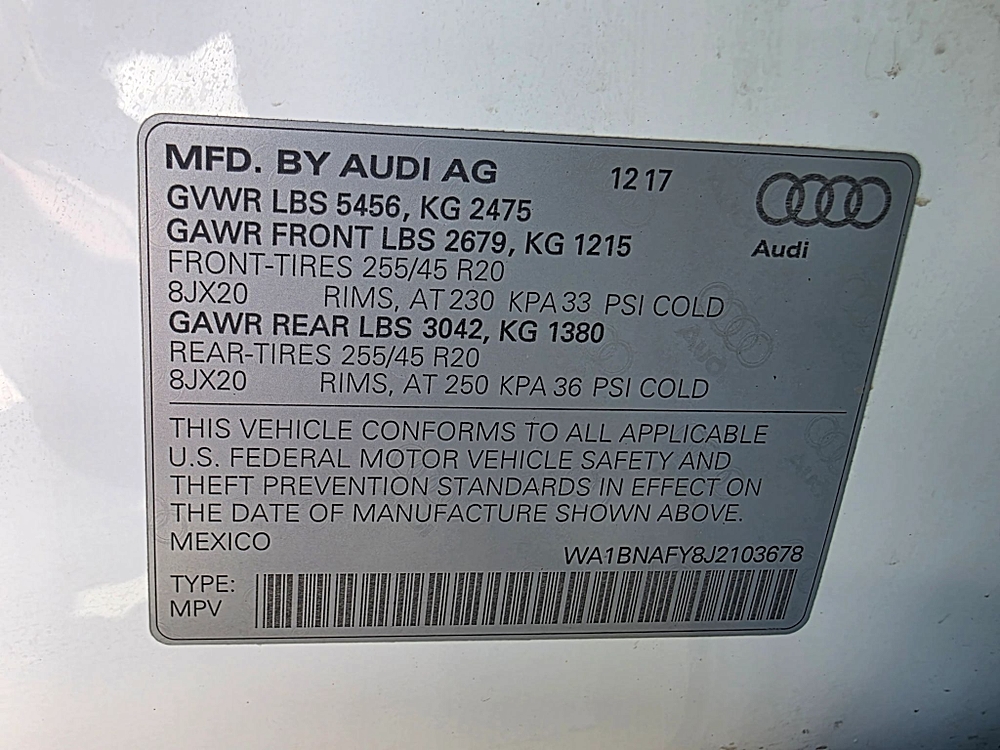 MFD. BY AUDI AG 12 17
GVWR LBS 5456, KG 2475
GAWR FRONT LBS 2679, KG 1215
Audi
FRONT-TIRES 255/45 R20
8JX20 RIMS, AT 230 KPA 33 PSI COLD
GAWR REAR LBS 3042, KG 1380
REAR-TIRES 255/45 R20
8JX20 RIMS, AT 250 KPA 36 PSI COLD
THIS VEHICLE CONFORMS TO ALL APPLICABLE
U.S. FEDERAL MOTOR VEHICLE SAFETY AND
THEFT PREVENTION STANDARDS IN EFFECT ON
THE DATE OF MANUFACTURE SHOWN ABOVE.
MEXICO WA1BNAFY8J2103678
TYPE:
MPV